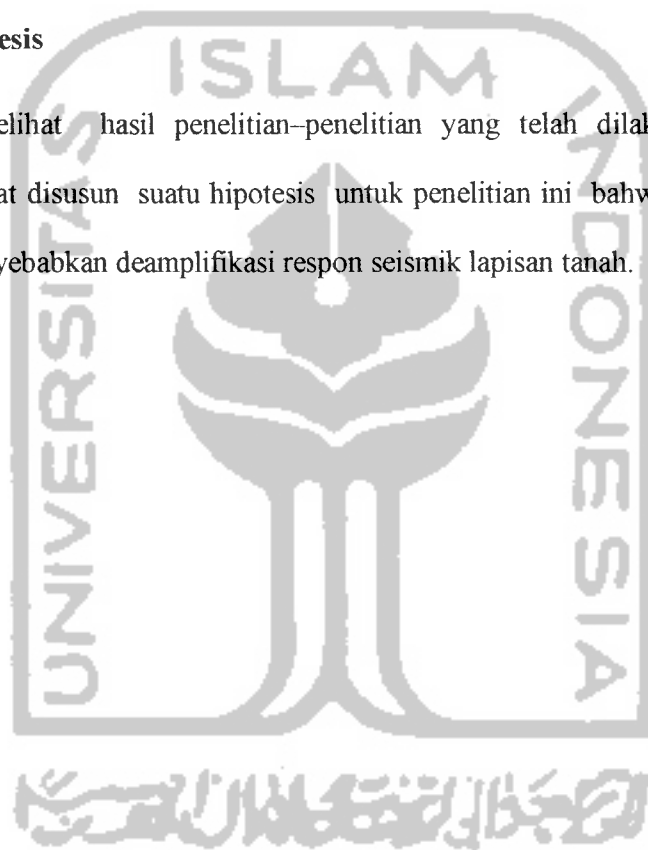 esis
elihat hasil penelitian–penelitian yang telah dilak
at disusun suatu hipotesis untuk penelitian ini bahw
yebabkan deamplifikasi respon seismik lapisan tanah.
ISLAM
UNIVERSITAS
INDONESIA